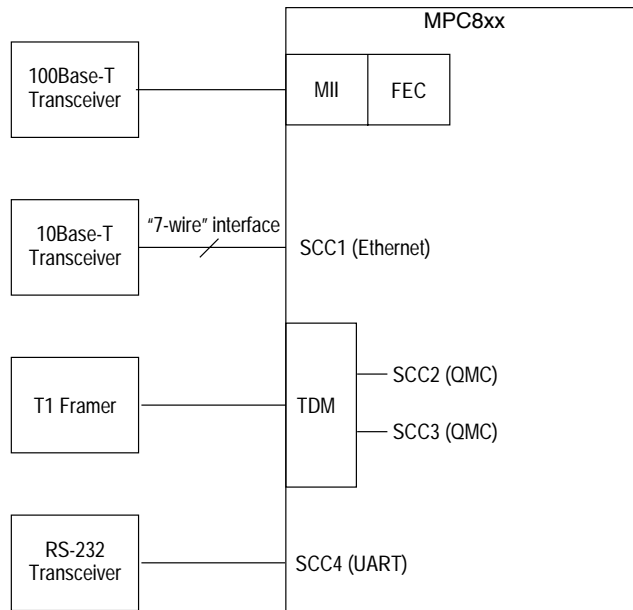 MPC8xx
100Base-T
Transceiver
MII
FEC
10Base-T
Transceiver
"7-wire" interface
SCC1 (Ethernet)
T1 Framer
TDM
SCC2 (QMC)
SCC3 (QMC)
RS-232
Transceiver
SCC4 (UART)